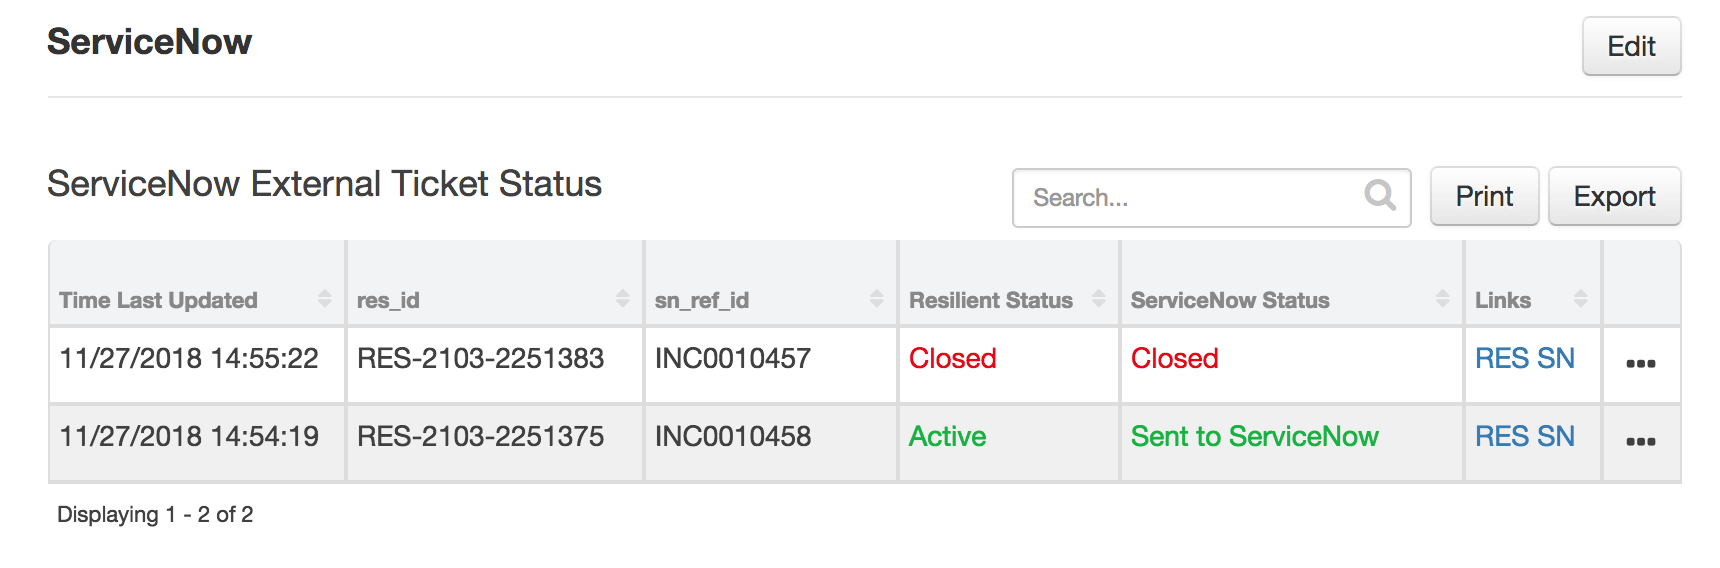 ServiceNow
Edit
ServiceNow External Ticket Status
Search...
Print
Export
Time Last Updated res_id sn_ref_id Resilient Status ServiceNow Status Links
11/27/2018 14:55:22 RES-2103-2251383 INC0010457 Closed Closed RES SN
11/27/2018 14:54:19 RES-2103-2251375 INC0010458 Active Sent to ServiceNow RES SN
Displaying 1 - 2 of 2